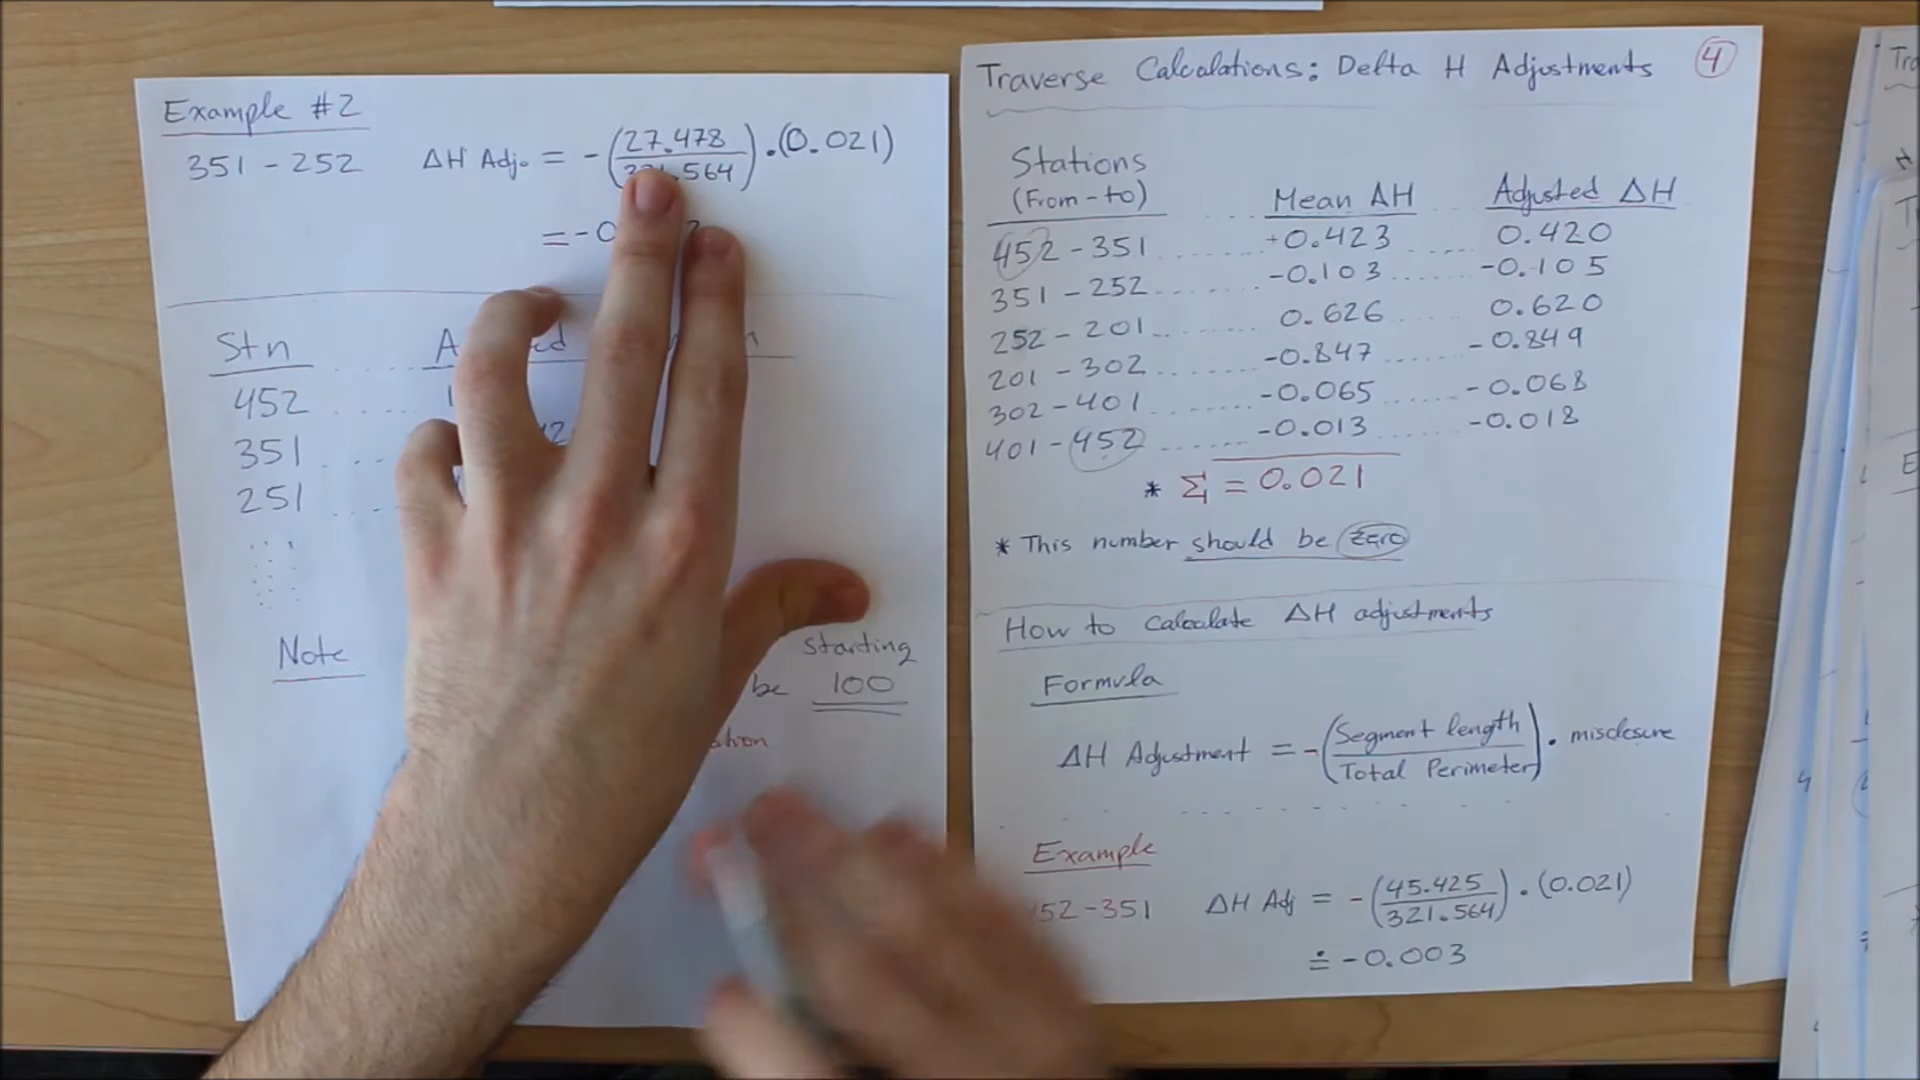 Example #2
351 - 252 ΔH Adj. = -(27.478 / .564) · (0.021)
= -0
Stn
452
351
251
Note
starting
be 100
Traverse Calculations: Delta H Adjustments 4
Stations
(From - to) Mean ΔH Adjusted ΔH
452 - 351 +0.423 0.420
351 - 252 -0.103 -0.105
252 - 201 0.626 0.620
201 - 302 -0.847 -0.849
302 - 401 -0.065 -0.068
401 - 452 -0.013 -0.018
* Σ = 0.021
* This number should be zero
How to calculate ΔH adjustments
Formula
ΔH Adjustment = -(Segment length / Total Perimeter) · misclosure
Example
52 - 351 ΔH Adj = -(45.425 / 321.564) · (0.021)
≐ -0.003